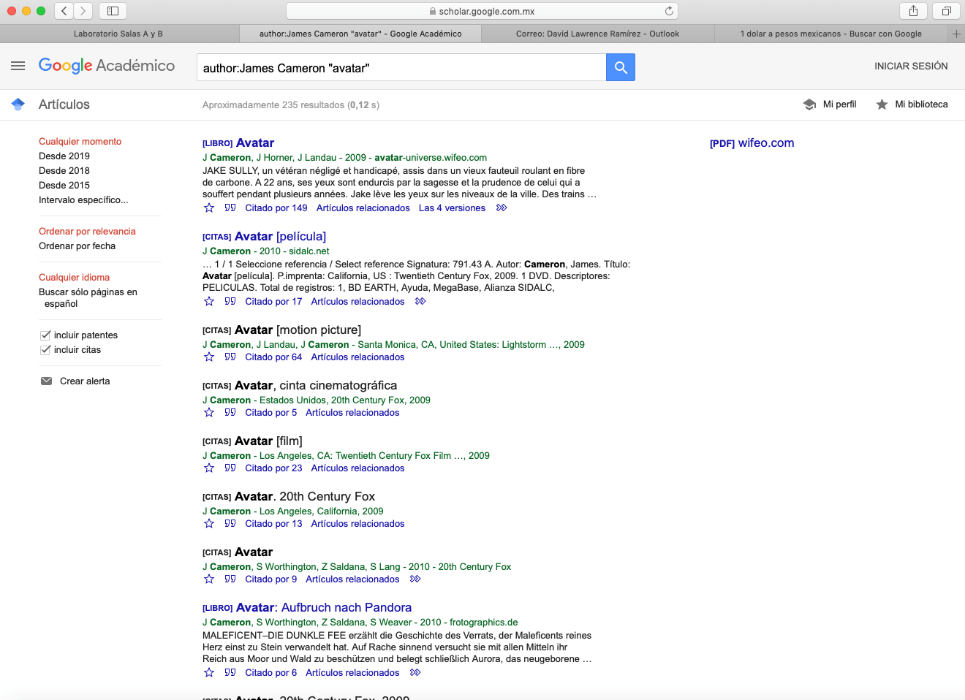 scholar.google.com.mx
Laboratorio Salas A y B
author:James Cameron "avatar" - Google Académico
Correo: David Lawrence Ramírez - Outlook
1 dolar a pesos mexicanos - Buscar con Google
Google Académico
author:James Cameron "avatar"
INICIAR SESIÓN
Artículos
Aproximadamente 235 resultados (0,12 s)
Mi perfil
Mi biblioteca
Cualquier momento
Desde 2019
Desde 2018
Desde 2015
Intervalo específico...
Ordenar por relevancia
Ordenar por fecha
Cualquier idioma
Buscar sólo páginas en
español
incluir patentes
incluir citas
Crear alerta
[LIBRO] Avatar
J Cameron, J Horner, J Landau - 2009 - avatar-universe.wifeo.com
JAKE SULLY, un vétéran négligé et handicapé, assis dans un vieux fauteuil roulant en fibre
de carbone. A 22 ans, ses yeux sont endurcis par la sagesse et la prudence de celui qui a
souffert pendant plusieurs années. Jake lève les yeux sur les niveaux de la ville. Des trains …
Citado por 149 Artículos relacionados Las 4 versiones
[PDF] wifeo.com
[CITAS] Avatar [película]
J Cameron - 2010 - sidalc.net
… 1 / 1 Seleccione referencia / Select reference Signatura: 791.43 A. Autor: Cameron, James. Título:
Avatar [película]. P.imprenta: California, US : Twentieth Century Fox, 2009. 1 DVD. Descriptores:
PELICULAS. Total de registros: 1, BD EARTH, Ayuda, MegaBase, Alianza SIDALC,
Citado por 17 Artículos relacionados
[CITAS] Avatar [motion picture]
J Cameron, J Landau, J Cameron - Santa Monica, CA, United States: Lightstorm …, 2009
Citado por 64 Artículos relacionados
[CITAS] Avatar, cinta cinematográfica
J Cameron - Estados Unidos, 20th Century Fox, 2009
Citado por 5 Artículos relacionados
[CITAS] Avatar [film]
J Cameron - Los Angeles, CA: Twentieth Century Fox Film …, 2009
Citado por 23 Artículos relacionados
[CITAS] Avatar. 20th Century Fox
J Cameron - Los Angeles, California, 2009
Citado por 13 Artículos relacionados
[CITAS] Avatar
J Cameron, S Worthington, Z Saldana, S Lang - 2010 - 20th Century Fox
Citado por 9 Artículos relacionados
[LIBRO] Avatar: Aufbruch nach Pandora
J Cameron, S Worthington, Z Saldana, S Weaver - 2010 - frotographics.de
MALEFICENT–DIE DUNKLE FEE erzählt die Geschichte des Verrats, der Maleficents reines
Herz einst zu Stein verwandelt hat. Auf Rache sinnend versucht sie mit allen Mitteln ihr
Reich aus Moor und Wald zu beschützen und belegt schließlich Aurora, das neugeborene …
Citado por 6 Artículos relacionados
[CITAS] Avatar. 20th Century Fox, 2009